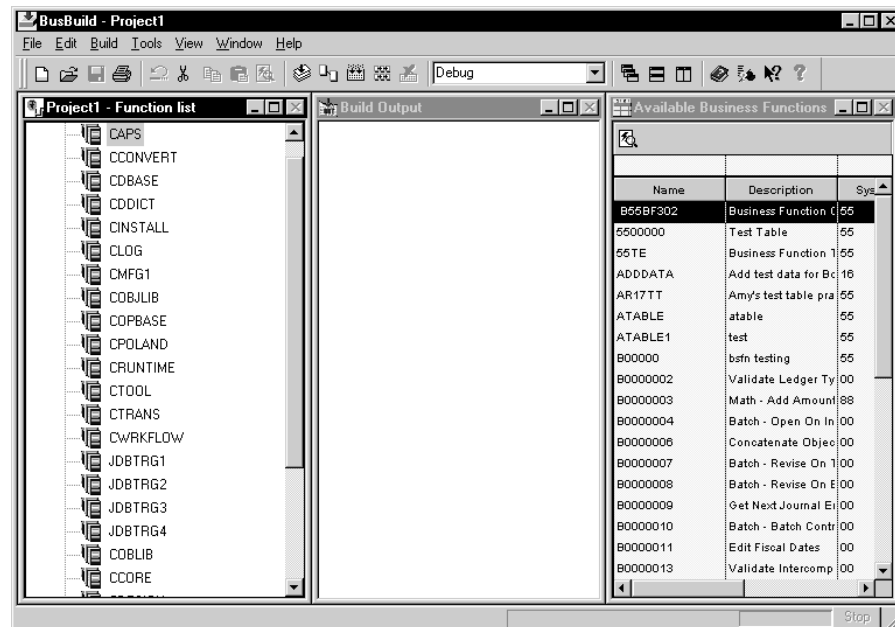 BusBuild - Project1
File Edit Build Tools View Window Help
Debug
Project1 - Function list
CAPS
CCONVERT
CDBASE
CDDICT
CINSTALL
CLOG
CMFG1
COBJLIB
COPBASE
CPOLAND
CRUNTIME
CTOOL
CTRANS
CWRKFLOW
JDBTRG1
JDBTRG2
JDBTRG3
JDBTRG4
COBLIB
CCORE
Build Output
Available Business Functions
Name Description Sys
B55BF302 Business Function 55
5500000 Test Table 55
55TE Business Function 55
ADDDATA Add test data for Bc 16
AR17TT Amy's test table pra 55
ATABLE atable 55
ATABLE1 test 55
B00000 bsfn testing 55
B0000002 Validate Ledger Ty 00
B0000003 Math - Add Amount 88
B0000004 Batch - Open On In 00
B0000006 Concatenate Objec 00
B0000007 Batch - Revise On 00
B0000008 Batch - Revise On 00
B0000009 Get Next Journal 00
B0000010 Batch - Batch Contr 00
B0000011 Edit Fiscal Dates 00
B0000013 Validate Intercomp 00
Stop